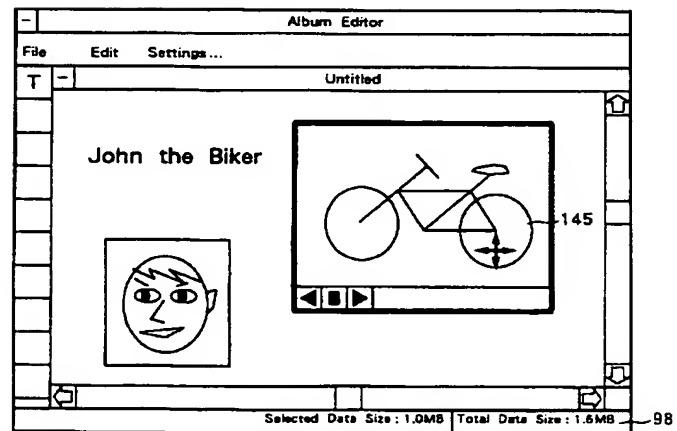 Album Editor
File Edit Settings...
T Untitled
John the Biker
145
Selected Data Size : 1.0MB Total Data Size : 1.6MB 98